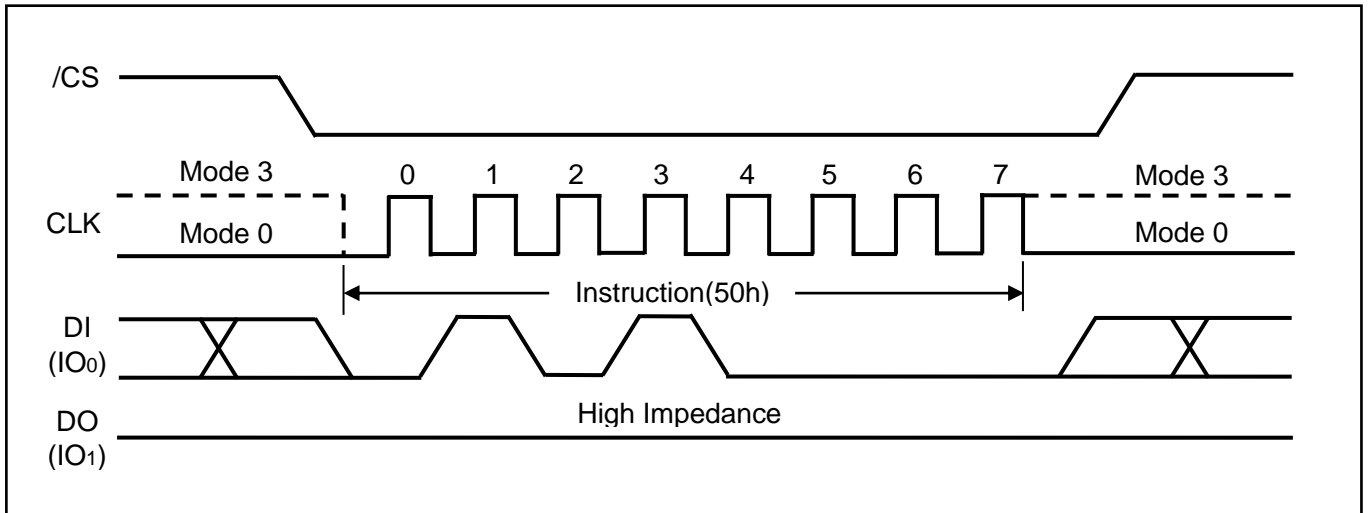 /CS
Mode 3 0 1 2 3 4 5 6 7 Mode 3
CLK
Mode 0 Mode 0
Instruction(50h)
DI
(IO0)
High Impedance
DO
(IO1)